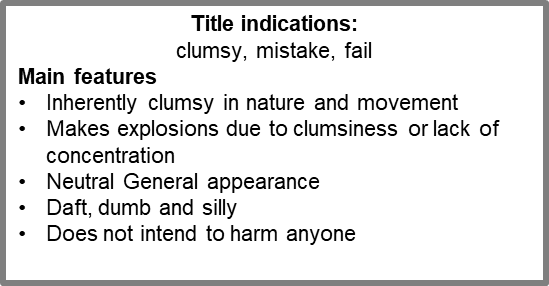 Title indications:
clumsy, mistake, fail
Main features
• Inherently clumsy in nature and movement
• Makes explosions due to clumsiness or lack of
concentration
• Neutral General appearance
• Daft, dumb and silly
• Does not intend to harm anyone